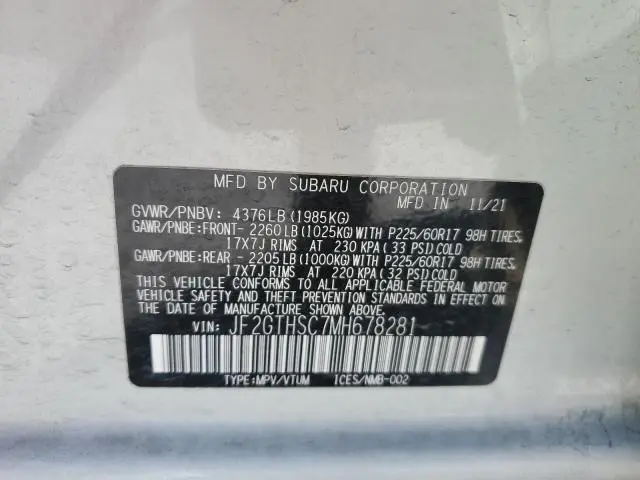 MFD BY SUBARU CORPORATION
MFD IN 11/21
GVWR/PNBV: 4376LB(1985KG)
GAWR/PNBE:FRONT- 2260LB(1025KG)WITH P225/60R17 98H TIRES,
17X7J RIMS AT 230 KPA( 33 PSI)COLD
GAWR/PNBE:REAR - 2205LB(1000KG)WITH P225/60R17 98H TIRES,
17X7J RIMS AT 220 KPA( 32 PSI)COLD
THIS VEHICLE CONFORMS TO ALL APPLICABLE FEDERAL MOTOR
VEHICLE SAFETY AND THEFT PREVENTION STANDARDS IN EFFECT
ON THE DATE OF MANUFACTURE SHOWN ABOVE.
VIN: JF2GTHSC7MH678281
TYPE:MPV/VTUM ICES/NMB-002